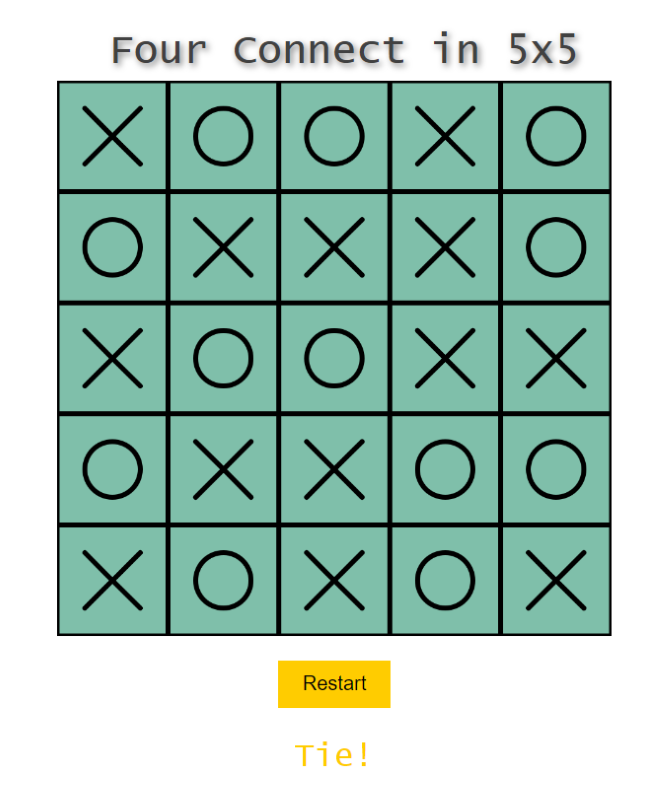 Four Connect in 5x5
X O O X O
O X X X O
X O O X X
O X X O O
X O X O X
Restart
Tie!